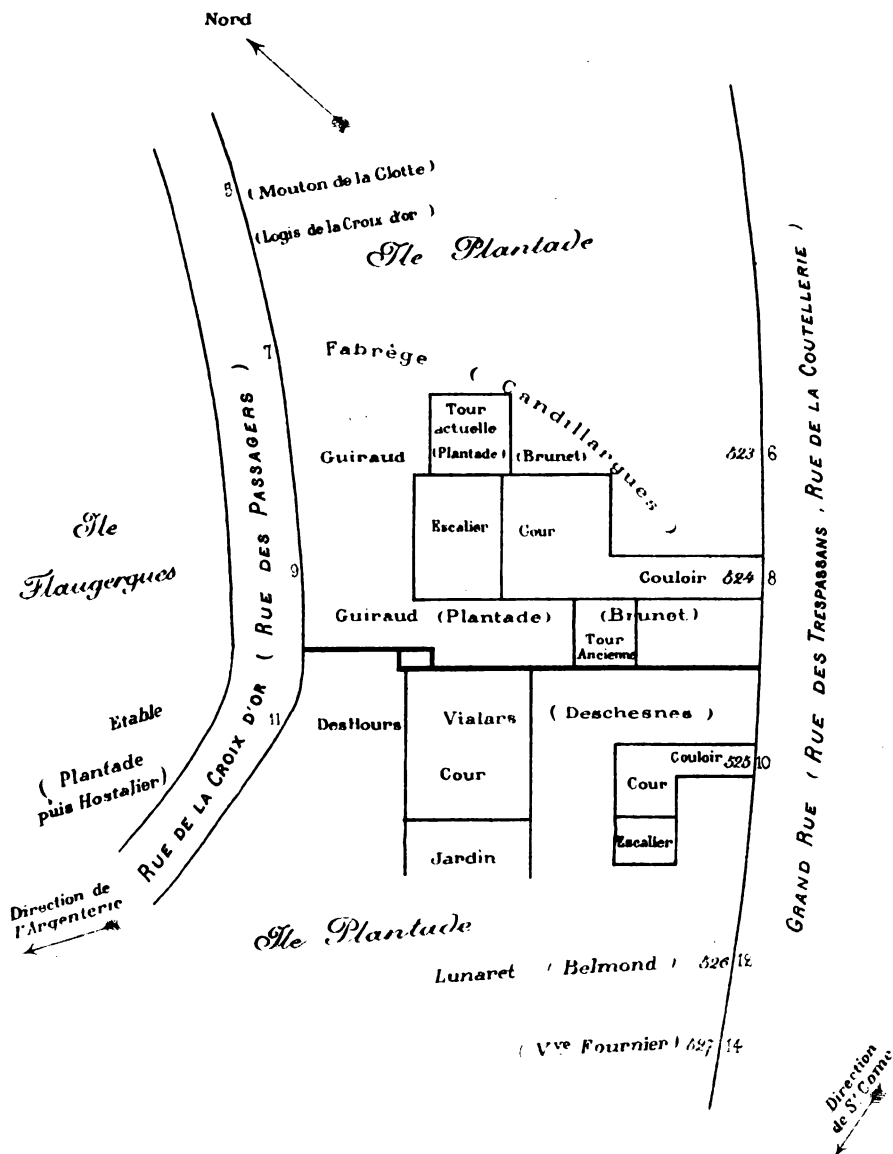 Nord
5 (Mouton de la Clotte)
(Logis de la Croix d'or)
Ile Plantade
7
Fabrège
(Candillargues)
Tour
actuelle
(Plantade)
(Brunet)
Guiraud
523 6
Escalier
Cour
Ile
Flaugergues
9
Couloir 524 8
Guiraud (Plantade) (Brunet)
Tour
Ancienne
RUE DE LA CROIX D'OR (RUE DES PASSAGERS)
GRAND RUE (RUE DES TRESPASSANS, RUE DE LA COUTELLERIE)
Etable
(Plantade
puis Hostalier)
11
DesHours
Vialars
(Deschesnes)
Cour
Couloir 525 10
Cour
Escalier
Jardin
Direction de
l'Argenterie
Ile Plantade
Lunaret (Belmond) 526 12
(Vve Fournier) 527 14
Direction
de St Come